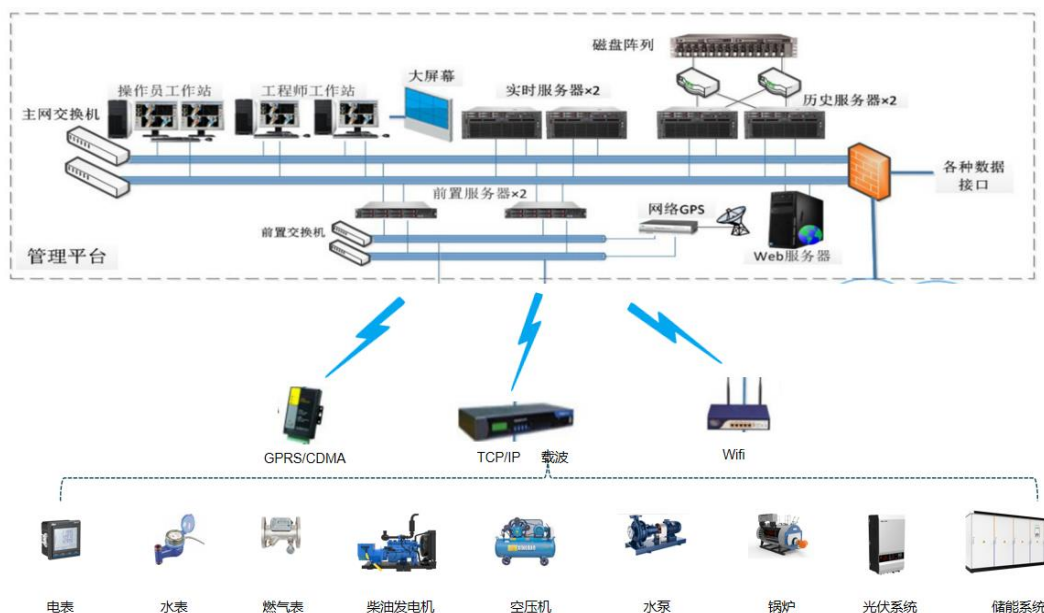 磁盘阵列
大屏幕
操作员工作站
工程师工作站
实时服务器×2
历史服务器×2
主网交换机
各种数据
接口
前置服务器×2
网络GPS
前置交换机
管理平台
Web服务器
GPRS/CDMA
TCP/IP
载波
Wifi
电表
水表
燃气表
柴油发电机
空压机
水泵
锅炉
光伏系统
储能系统